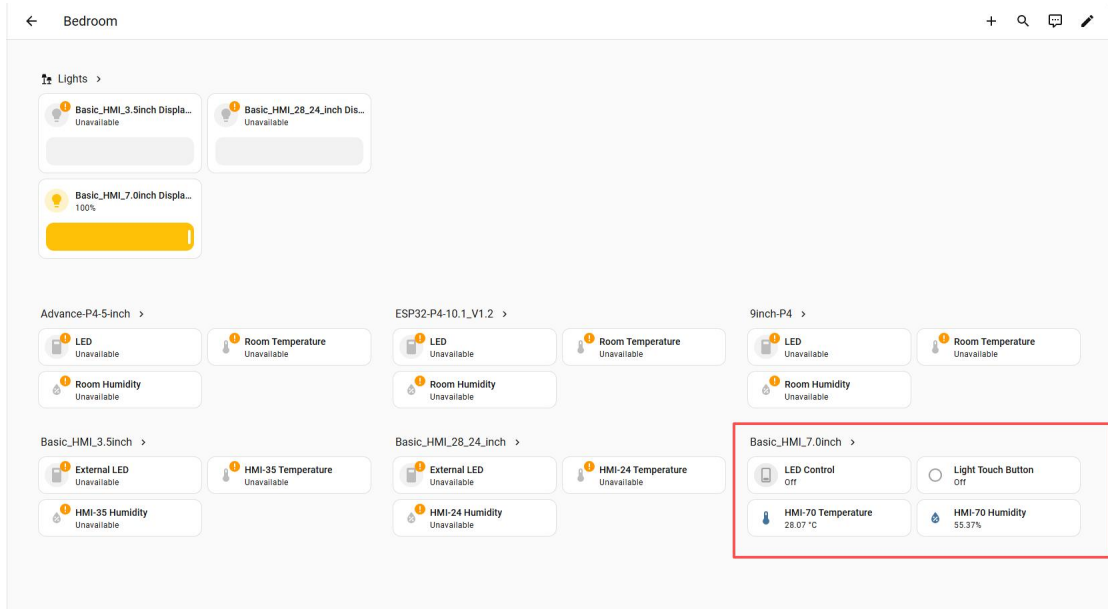 Bedroom
Lights
Basic_HMI_3.5inch Displa...
Unavailable
Basic_HMI_28_24_inch Dis...
Unavailable
Basic_HMI_7.0inch Displa...
100%
Advance-P4-5-inch
LED
Unavailable
Room Temperature
Unavailable
Room Humidity
Unavailable
ESP32-P4-10.1_V1.2
LED
Unavailable
Room Temperature
Unavailable
Room Humidity
Unavailable
9inch-P4
LED
Unavailable
Room Temperature
Unavailable
Room Humidity
Unavailable
Basic_HMI_3.5inch
External LED
Unavailable
HMI-35 Temperature
Unavailable
HMI-35 Humidity
Unavailable
Basic_HMI_28_24_inch
External LED
Unavailable
HMI-24 Temperature
Unavailable
HMI-24 Humidity
Unavailable
Basic_HMI_7.0inch
LED Control
Off
Light Touch Button
Off
HMI-70 Temperature
28.07 °C
HMI-70 Humidity
55.37%